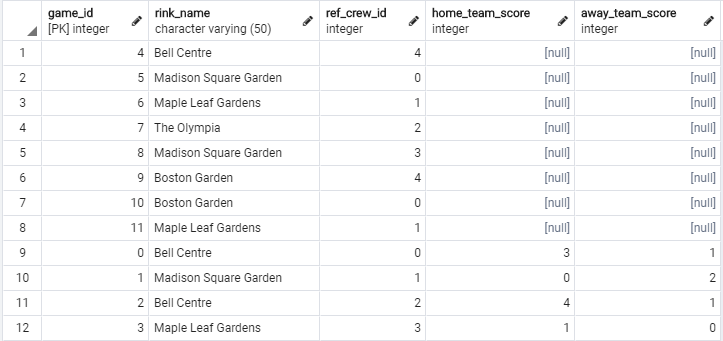 game_id rink_name ref_crew_id home_team_score away_team_score
[PK] integer character varying (50) integer integer integer
1 4 Bell Centre 4 [null] [null]
2 5 Madison Square Garden 0 [null] [null]
3 6 Maple Leaf Gardens 1 [null] [null]
4 7 The Olympia 2 [null] [null]
5 8 Madison Square Garden 3 [null] [null]
6 9 Boston Garden 4 [null] [null]
7 10 Boston Garden 0 [null] [null]
8 11 Maple Leaf Gardens 1 [null] [null]
9 0 Bell Centre 0 3 1
10 1 Madison Square Garden 1 0 2
11 2 Bell Centre 2 4 1
12 3 Maple Leaf Gardens 3 1 0